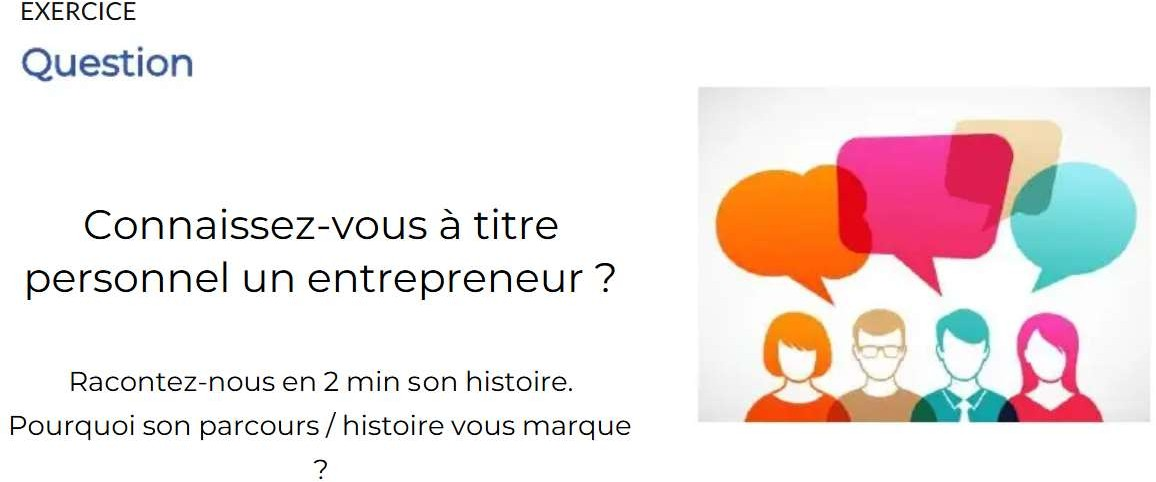 EXERCICE
Question
Connaissez-vous à titre
personnel un entrepreneur ?
Racontez-nous en 2 min son histoire.
Pourquoi son parcours / histoire vous marque
?